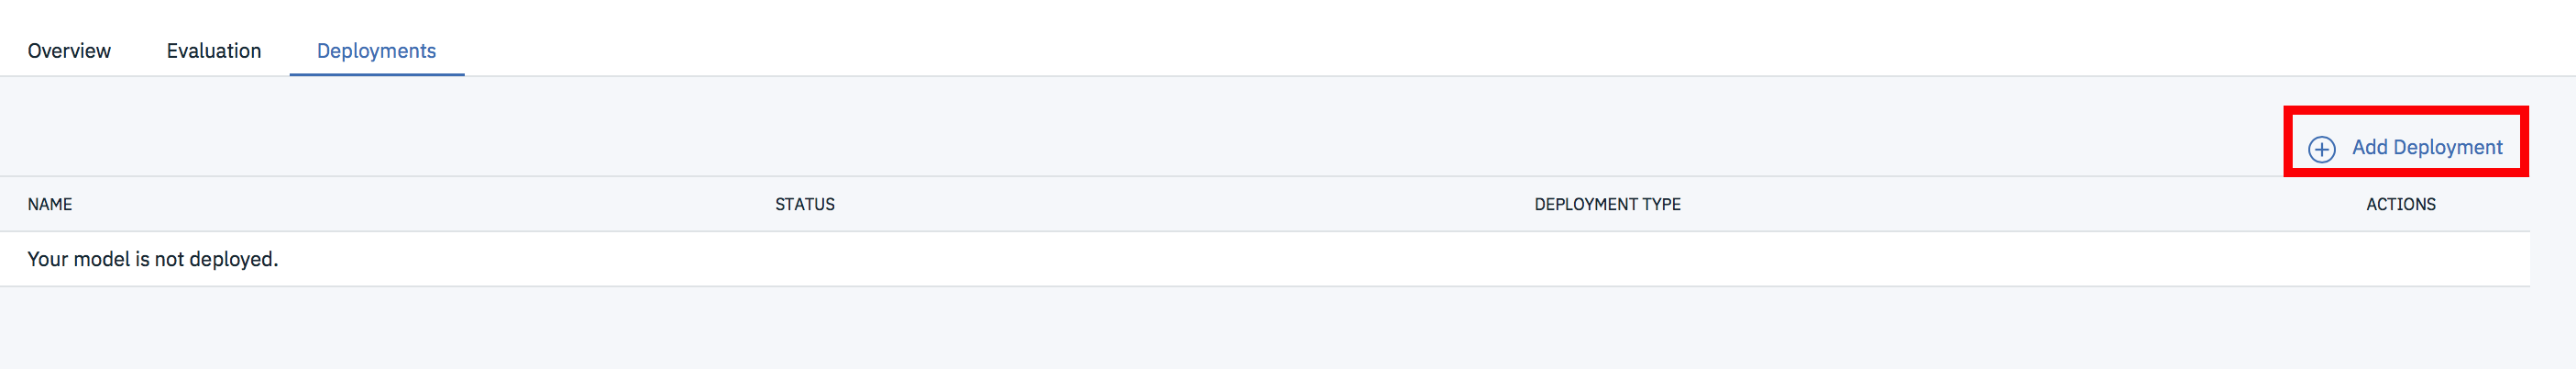 Overview Evaluation Deployments
Add Deployment
NAME STATUS DEPLOYMENT TYPE ACTIONS
Your model is not deployed.